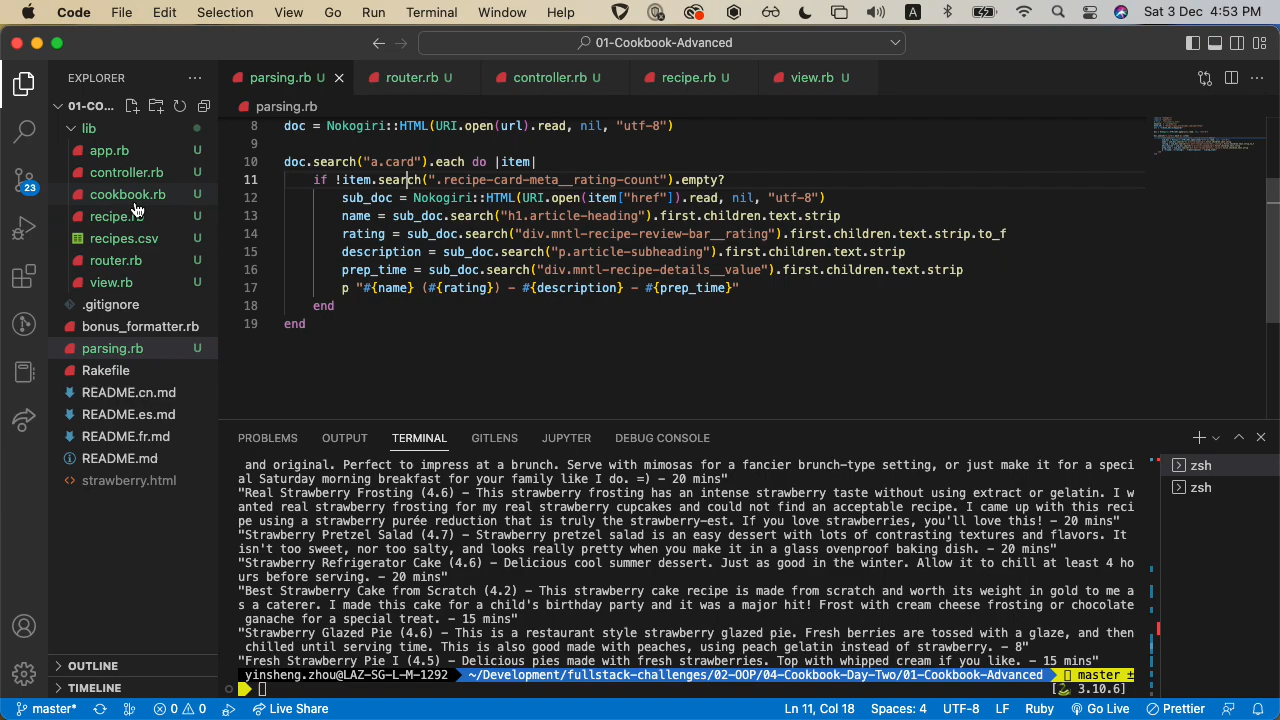 Code File Edit Selection View Go Run Terminal Window Help A Sat 3 Dec 4:53 PM
01-Cookbook-Advanced
EXPLORER
parsing.rb U router.rb U controller.rb U recipe.rb U view.rb U
01-CO...
parsing.rb
lib
app.rb U
controller.rb U
cookbook.rb U
recipe.rb U
recipes.csv U
router.rb U
view.rb U
.gitignore
bonus_formatter.rb
parsing.rb U
Rakefile
README.cn.md
README.es.md
README.fr.md
README.md
strawberry.html
OUTLINE
TIMELINE
23
8 doc = Nokogiri::HTML(URI.open(url).read, nil, "utf-8")
9
10 doc.search("a.card").each do |item|
11 if !item.search(".recipe-card-meta__rating-count").empty?
12 sub_doc = Nokogiri::HTML(URI.open(item["href"]).read, nil, "utf-8")
13 name = sub_doc.search("h1.article-heading").first.children.text.strip
14 rating = sub_doc.search("div.mntl-recipe-review-bar__rating").first.children.text.strip.to_f
15 description = sub_doc.search("p.article-subheading").first.children.text.strip
16 prep_time = sub_doc.search("div.mntl-recipe-details__value").first.children.text.strip
17 p "#{name} (#{rating}) - #{description} - #{prep_time}"
18 end
19 end
PROBLEMS OUTPUT TERMINAL GITLENS JUPYTER DEBUG CONSOLE
zsh
zsh
and original. Perfect to impress at a brunch. Serve with mimosas for a fancier brunch-type setting, or just make it for a speci
al Saturday morning breakfast for your family like I do. =) - 20 mins"
"Real Strawberry Frosting (4.6) - This strawberry frosting has an intense strawberry taste without using extract or gelatin. I w
anted real strawberry frosting for my real strawberry cupcakes and could not find an acceptable recipe. I came up with this reci
pe using a strawberry purée reduction that is truly the strawberry-est. If you love strawberries, you'll love this! - 20 mins"
"Strawberry Pretzel Salad (4.7) - Strawberry pretzel salad is an easy dessert with lots of contrasting textures and flavors. It
isn't too sweet, nor too salty, and looks really pretty when you make it in a glass ovenproof baking dish. - 20 mins"
"Strawberry Refrigerator Cake (4.6) - Delicious cool summer dessert. Just as good in the winter. Allow it to chill at least 4 ho
urs before serving. - 20 mins"
"Best Strawberry Cake from Scratch (4.2) - This strawberry cake recipe is made from scratch and worth its weight in gold to me a
s a caterer. I made this cake for a child's birthday party and it was a major hit! Frost with cream cheese frosting or chocolate
ganache for a special treat. - 15 mins"
"Strawberry Glazed Pie (4.6) - This is a restaurant style strawberry glazed pie. Fresh berries are tossed with a glaze, and then
chilled until serving time. This is also good made with peaches, using peach gelatin instead of strawberry. - 8"
"Fresh Strawberry Pie I (4.5) - Delicious pies made with fresh strawberries. Top with whipped cream if you like. - 15 mins"
yinsheng.zhou@LAZ-SG-L-M-1292 ~/Development/fullstack-challenges/02-OOP/04-Cookbook-Day-Two/01-Cookbook-Advanced master ±
[🐍 3.10.6]
master* 0 0 Live Share Ln 11, Col 18 Spaces: 4 UTF-8 LF Ruby Go Live Prettier